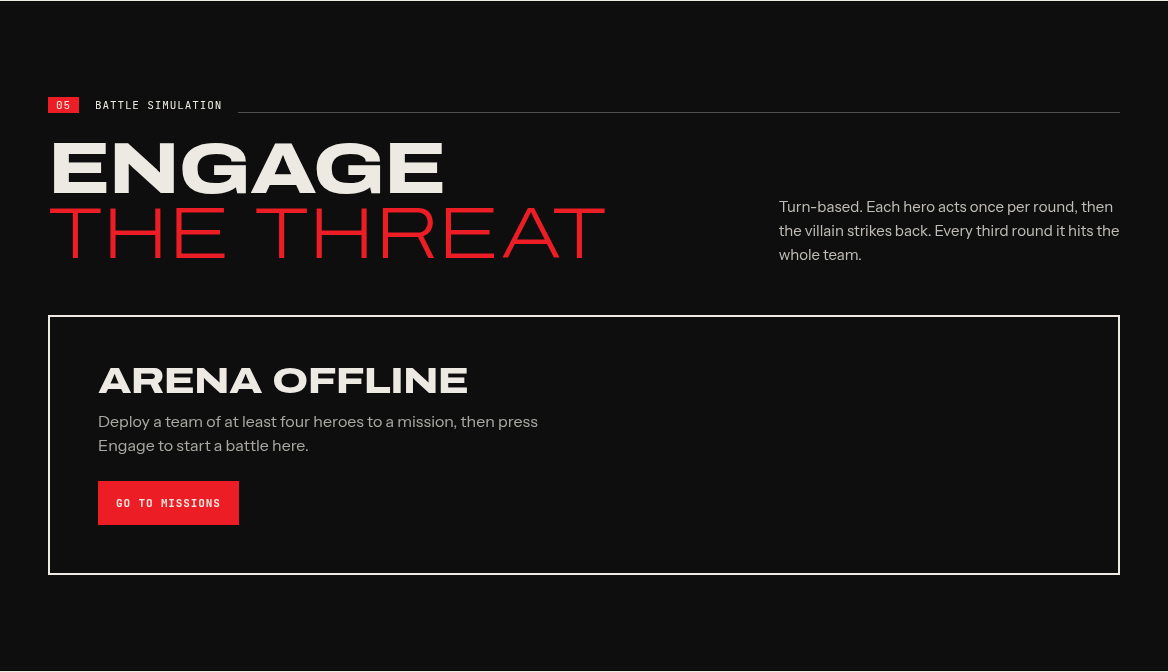 05 BATTLE SIMULATION
ENGAGE
THE THREAT
Turn-based. Each hero acts once per round, then
the villain strikes back. Every third round it hits the
whole team.
ARENA OFFLINE
Deploy a team of at least four heroes to a mission, then press
Engage to start a battle here.
GO TO MISSIONS